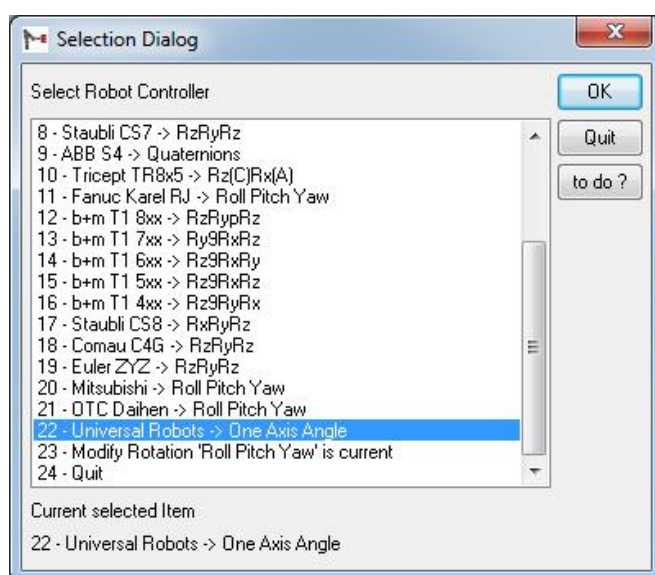 Selection Dialog
Select Robot Controller
OK
Quit
to do ?
8 - Staubli CS7 -> RzRyRz
9 - ABB S4 -> Quaternions
10 - Tricept TR8x5 -> Rz(C)Rx(A)
11 - Fanuc Karel RJ -> Roll Pitch Yaw
12 - b+m T1 8xx -> RzRypRz
13 - b+m T1 7xx -> Ry9RxRz
14 - b+m T1 6xx -> Rz9RxRy
15 - b+m T1 5xx -> Rz9RxRz
16 - b+m T1 4xx -> Rz9RyRx
17 - Staubli CS8 -> RxRyRz
18 - Comau C4G -> RzRyRz
19 - Euler ZYZ -> RzRyRz
20 - Mitsubishi -> Roll Pitch Yaw
21 - OTC Daihen -> Roll Pitch Yaw
22 - Universal Robots -> One Axis Angle
23 - Modify Rotation 'Roll Pitch Yaw' is current
24 - Quit
Current selected Item
22 - Universal Robots -> One Axis Angle